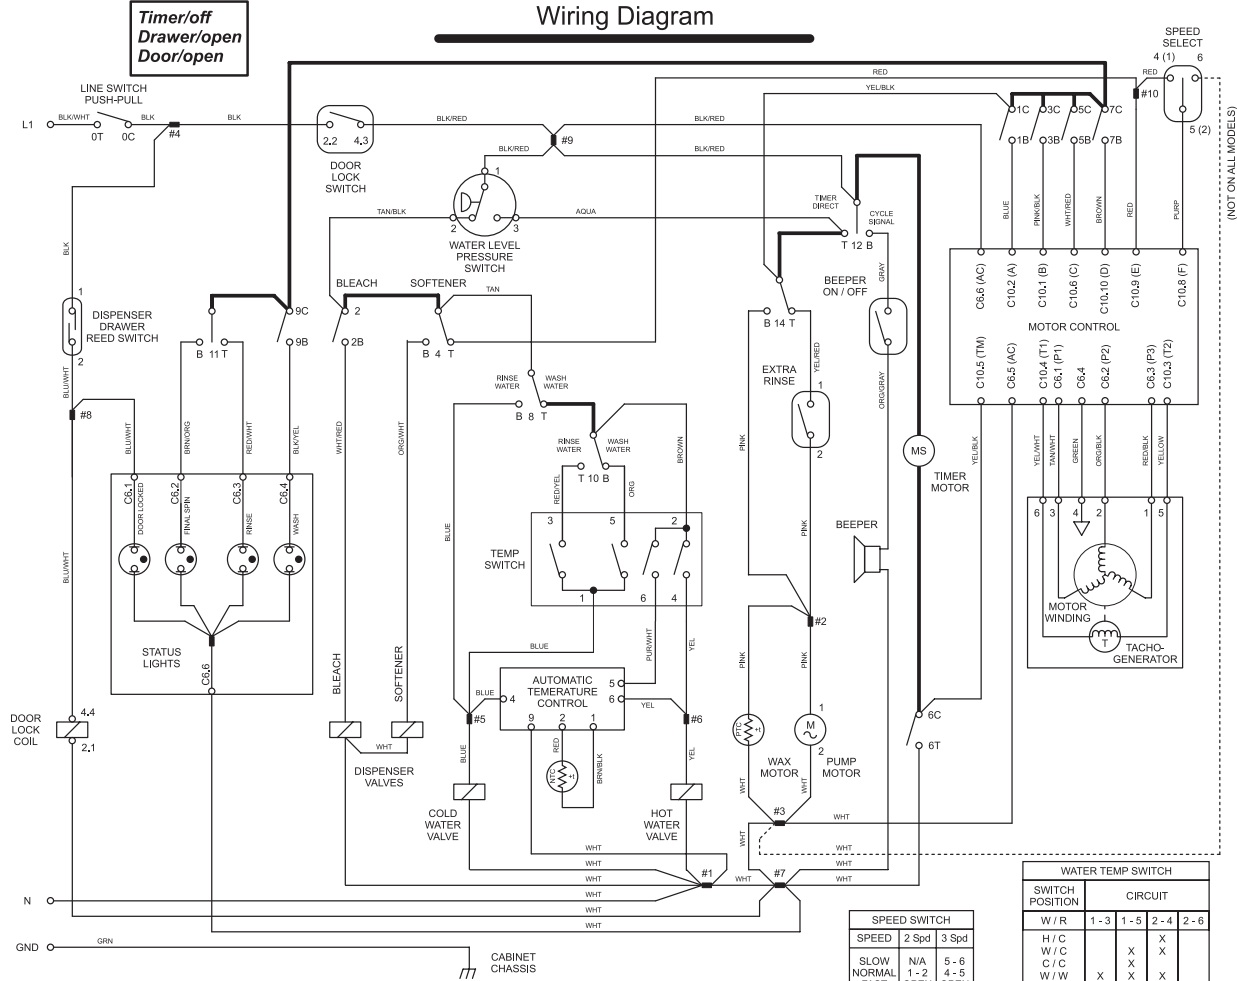 Wiring Diagram
Timer/off
Drawer/open
Door/open
LINE SWITCH
PUSH-PULL
L1
BLK/WHT
0T
0C
BLK
#4
BLK
2.2
4.3
DOOR
LOCK
SWITCH
BLK/RED
#9
BLK/RED
BLK/RED
BLK/RED
RED
YEL/BLK
RED
SPEED
SELECT
4 (1)
6
#10
5 (2)
(NOT ON ALL MODELS)
1C
3C
5C
7C
1B
3B
5B
7B
BLUE
PINK/BLK
WHT/RED
BROWN
RED
PURP
1
2
3
TAN/BLK
AQUA
WATER LEVEL
PRESSURE
SWITCH
TIMER
DIRECT
CYCLE
SIGNAL
T 12 B
GRAY
BLK
1
DISPENSER
DRAWER
REED SWITCH
2
BLU/WHT
#8
B 11 T
9C
9B
BLEACH
2
2B
SOFTENER
TAN
B 4 T
RINSE
WATER
WASH
WATER
B 8 T
RINSE
WATER
WASH
WATER
T 10 B
B 14 T
BEEPER
ON / OFF
YEL/RED
EXTRA
RINSE
1
2
ORG/GRAY
C6.6 (AC)
C10.2 (A)
C10.1 (B)
C10.6 (C)
C10.10 (D)
C10.9 (E)
C10.8 (F)
MOTOR CONTROL
C10.5 (TM)
C6.5 (AC)
C10.4 (T1)
C6.1 (P1)
C6.4
C6.2 (P2)
C6.3 (P3)
C10.3 (T2)
BLU/WHT
BRN/ORG
RED/WHT
BLK/YEL
WHT/RED
ORG/WHT
RED/YEL
ORG
BROWN
PINK
MS
TIMER
MOTOR
YEL/BLK
YEL/WHT
TAN/WHT
GREEN
ORG/BLK
RED/BLK
YELLOW
C6.1
C6.2
C6.3
C6.4
DOOR LOCKED
FINAL SPIN
RINSE
WASH
BLU/WHT
STATUS
LIGHTS
C6.6
BLUE
TEMP
SWITCH
3
5
2
1
6
4
PINK
BEEPER
#2
6
3
4
2
1
5
MOTOR
WINDING
T
TACHO-
GENERATOR
BLUE
PUR/WHT
YEL
PINK
PINK
BLEACH
SOFTENER
AUTOMATIC
TEMERATURE
CONTROL
BLUE
4
5
6
9
2
1
YEL
#5
#6
BLUE
RED
BRN/BLK
YEL
NTC
+t
PTC
+t
1
M
2
WAX
MOTOR
PUMP
MOTOR
6C
6T
DOOR
LOCK
COIL
4.4
2.1
WHT
DISPENSER
VALVES
COLD
WATER
VALVE
HOT
WATER
VALVE
WHT
WHT
#3
WHT
WHT
WHT
WHT
WHT
WHT
WHT
WHT
#1
WHT
#7
WHT
WHT
N
GND
GRN
CABINET
CHASSIS
SPEED SWITCH
SPEED 2 Spd 3 Spd
SLOW N/A 5 - 6
NORMAL 1 - 2 4 - 5
WATER TEMP SWITCH
SWITCH
POSITION
CIRCUIT
W / R 1 - 3 1 - 5 2 - 4 2 - 6
H / C X
W / C X X
C / C X
W / W X X X